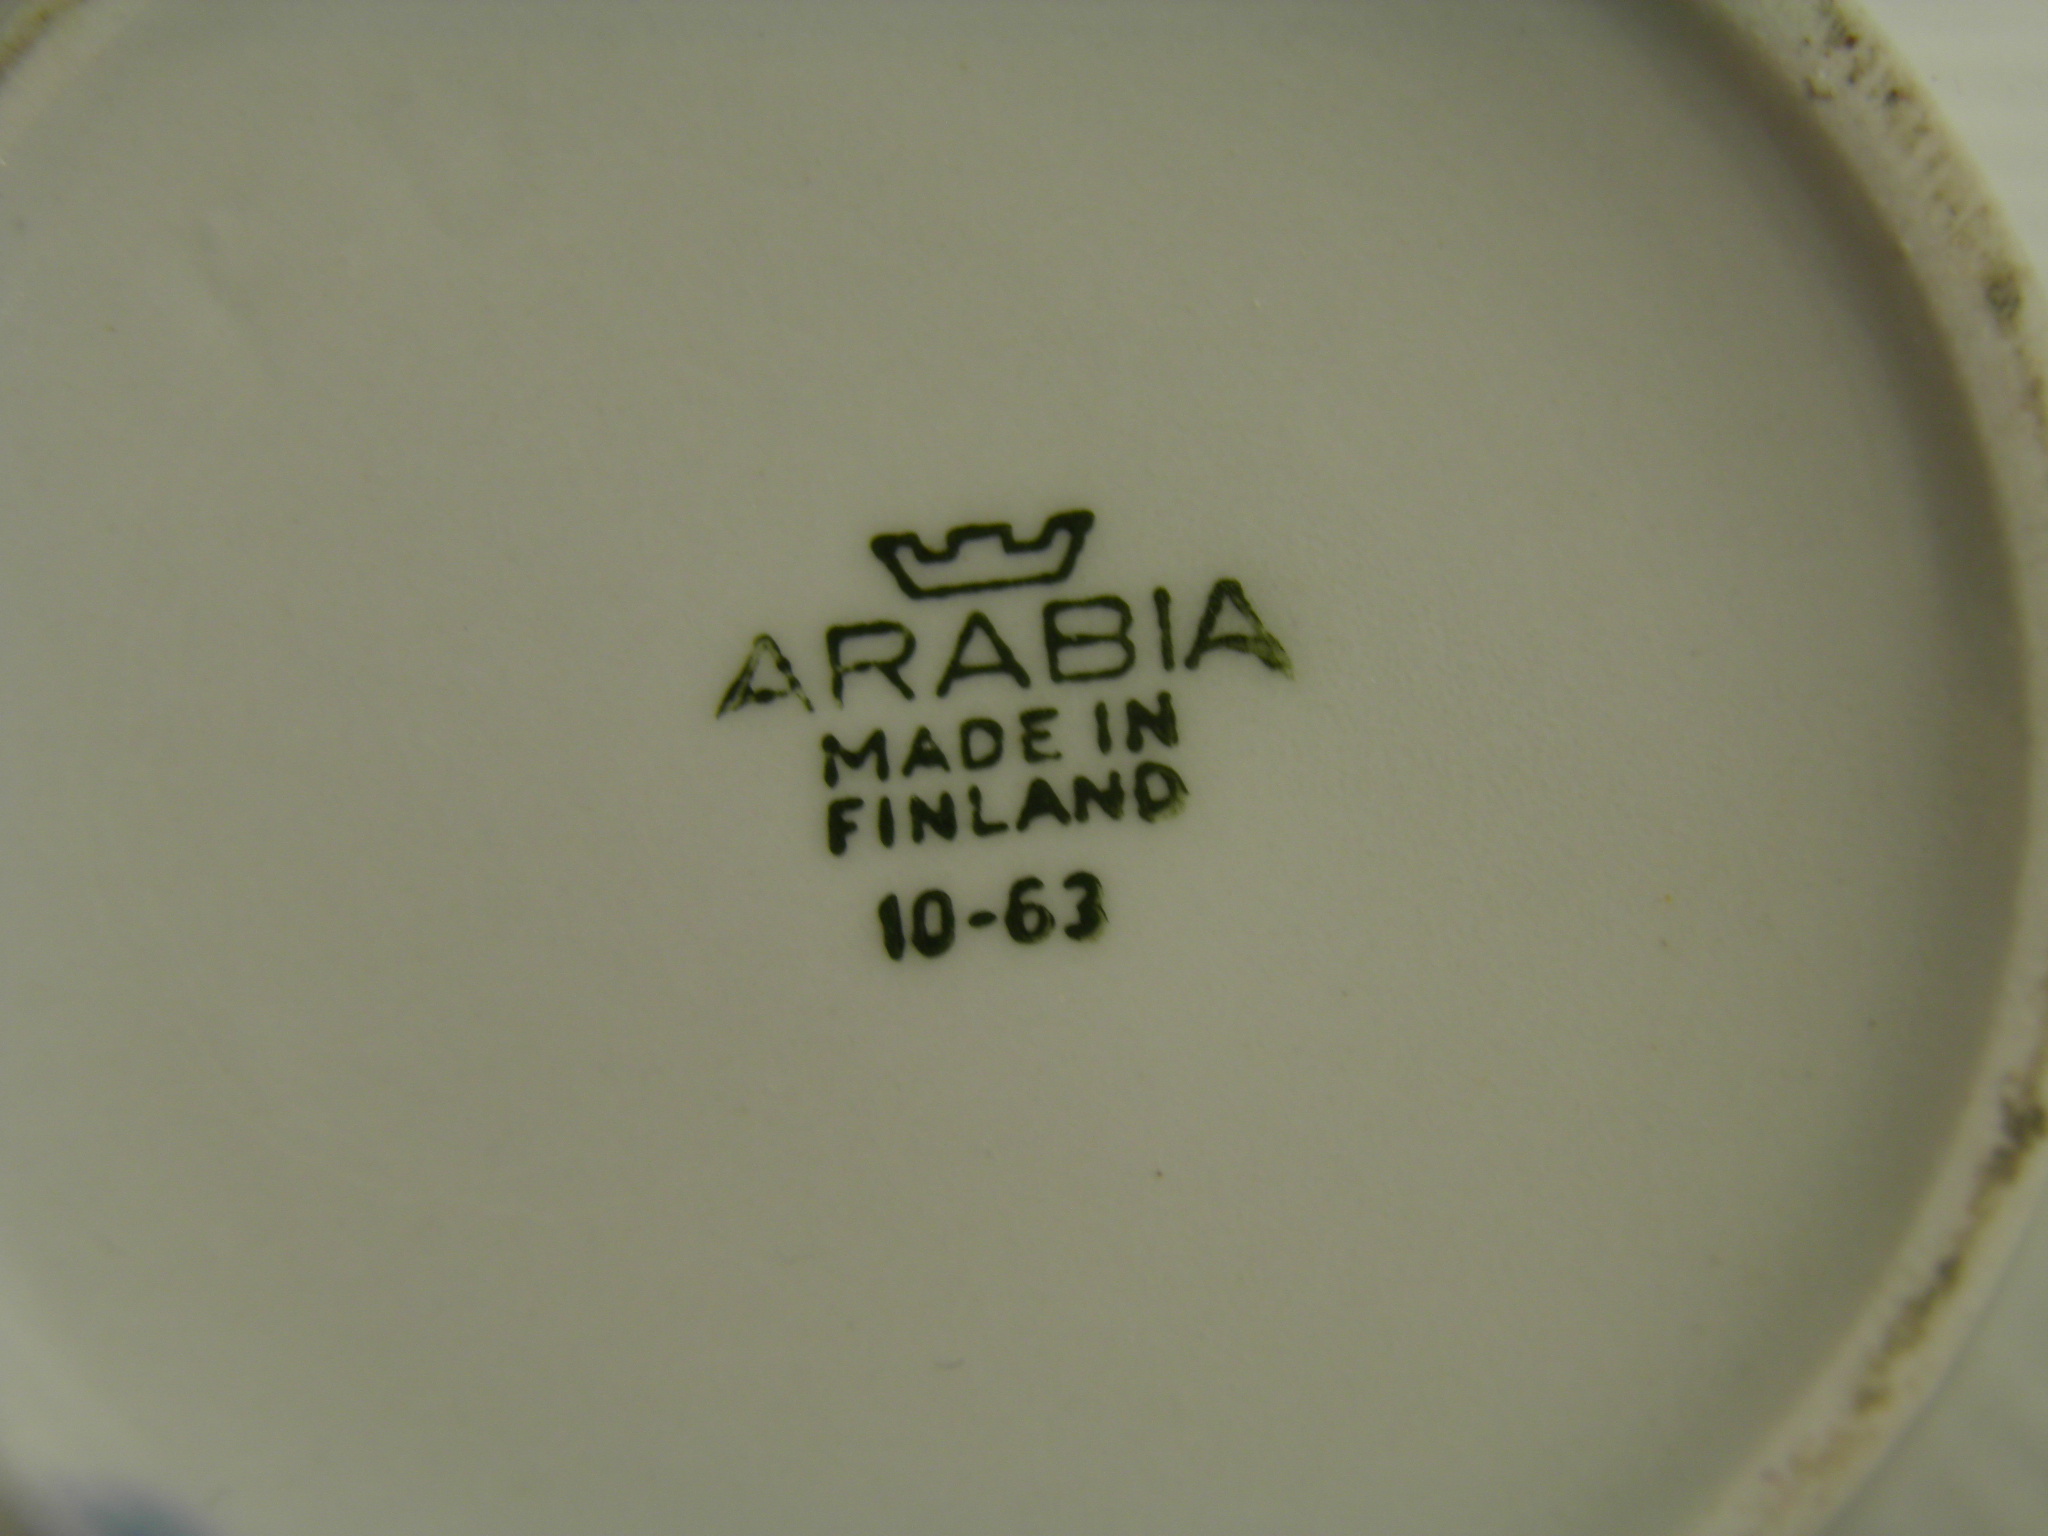 ARABIA
MADE IN
FINLAND
10-63